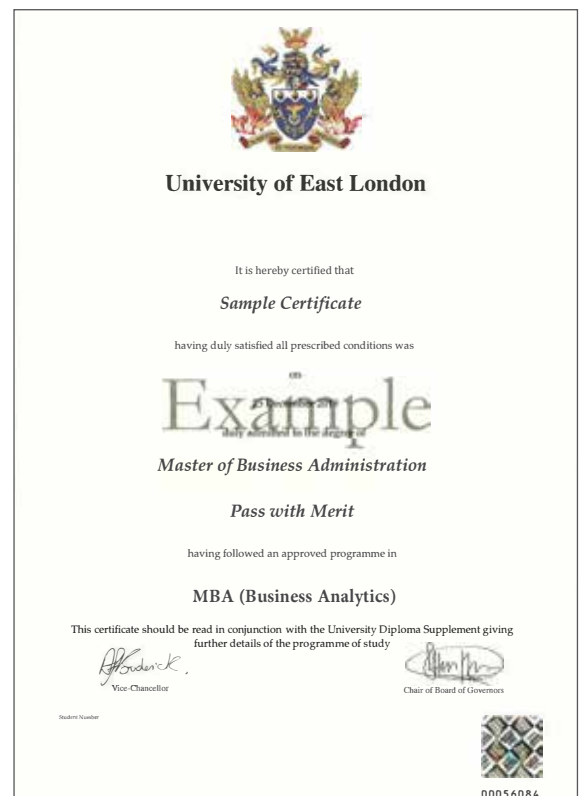 University of East London
It is hereby certified that
Sample Certificate
having duly satisfied all prescribed conditions was
on
Example
duly admitted to the degree of
Master of Business Administration
Pass with Merit
having followed an approved programme in
MBA (Business Analytics)
This certificate should be read in conjunction with the University Diploma Supplement giving
further details of the programme of study
Vice-Chancellor
Chair of Board of Governors
Student Number
00056084